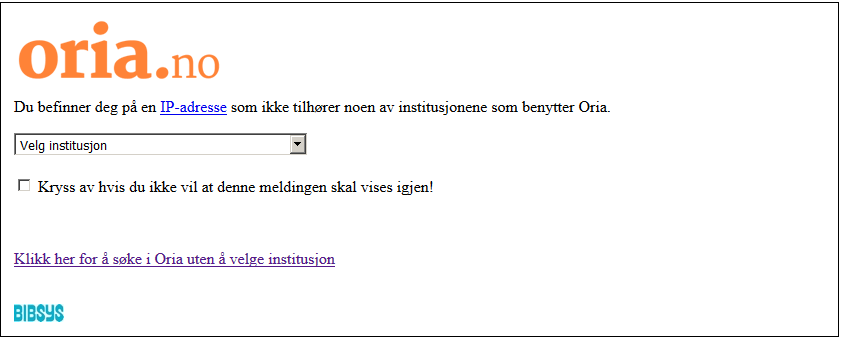 oria.no
Du befinner deg på en IP-adresse som ikke tilhører noen av institusjonene som benytter Oria.
Velg institusjon
Kryss av hvis du ikke vil at denne meldingen skal vises igjen!
Klikk her for å søke i Oria uten å velge institusjon
BIBSYS